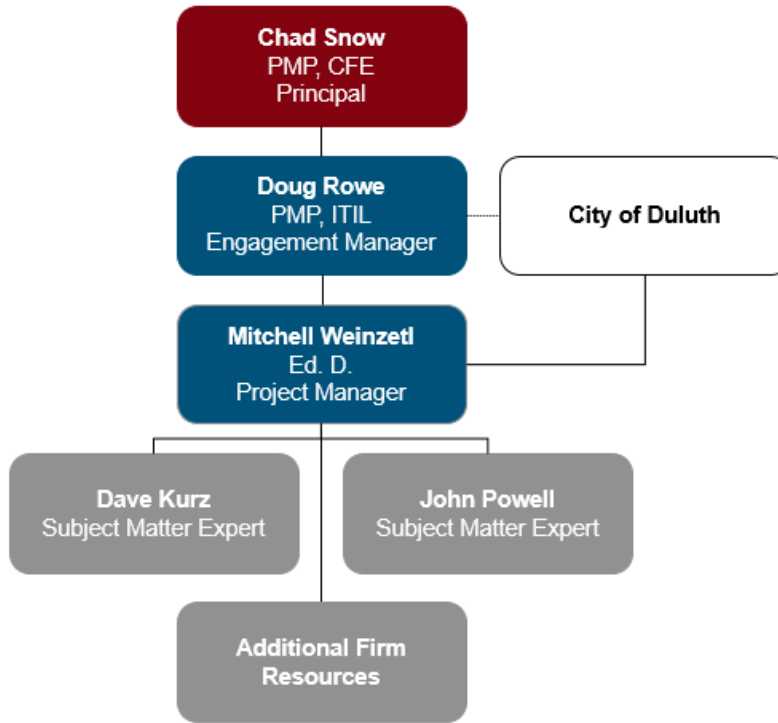 Chad Snow
PMP, CFE
Principal
Doug Rowe
PMP, ITIL
Engagement Manager
City of Duluth
Mitchell Weinzetl
Ed. D.
Project Manager
Dave Kurz
Subject Matter Expert
John Powell
Subject Matter Expert
Additional Firm
Resources